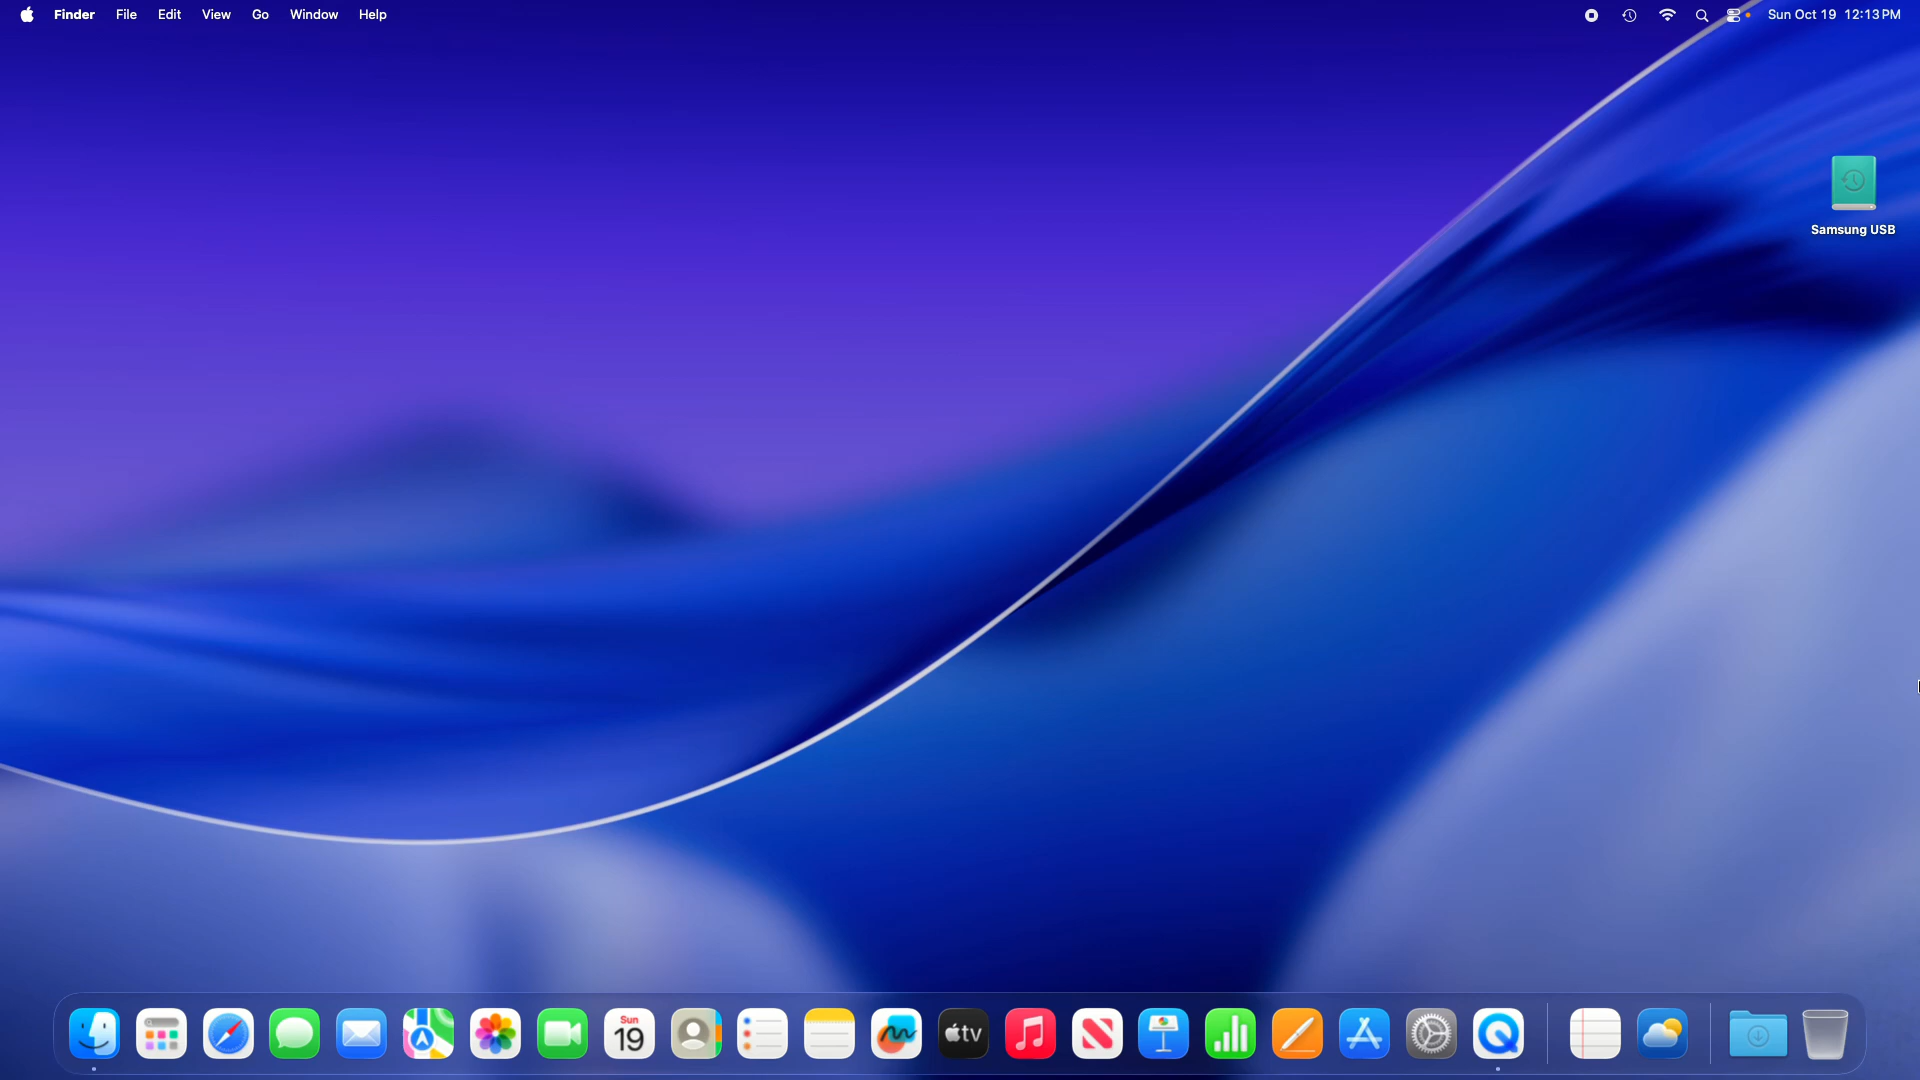 Finder File Edit View Go Window Help Sun Oct 19 12:13 PM
Samsung USB
Sun
19
tv